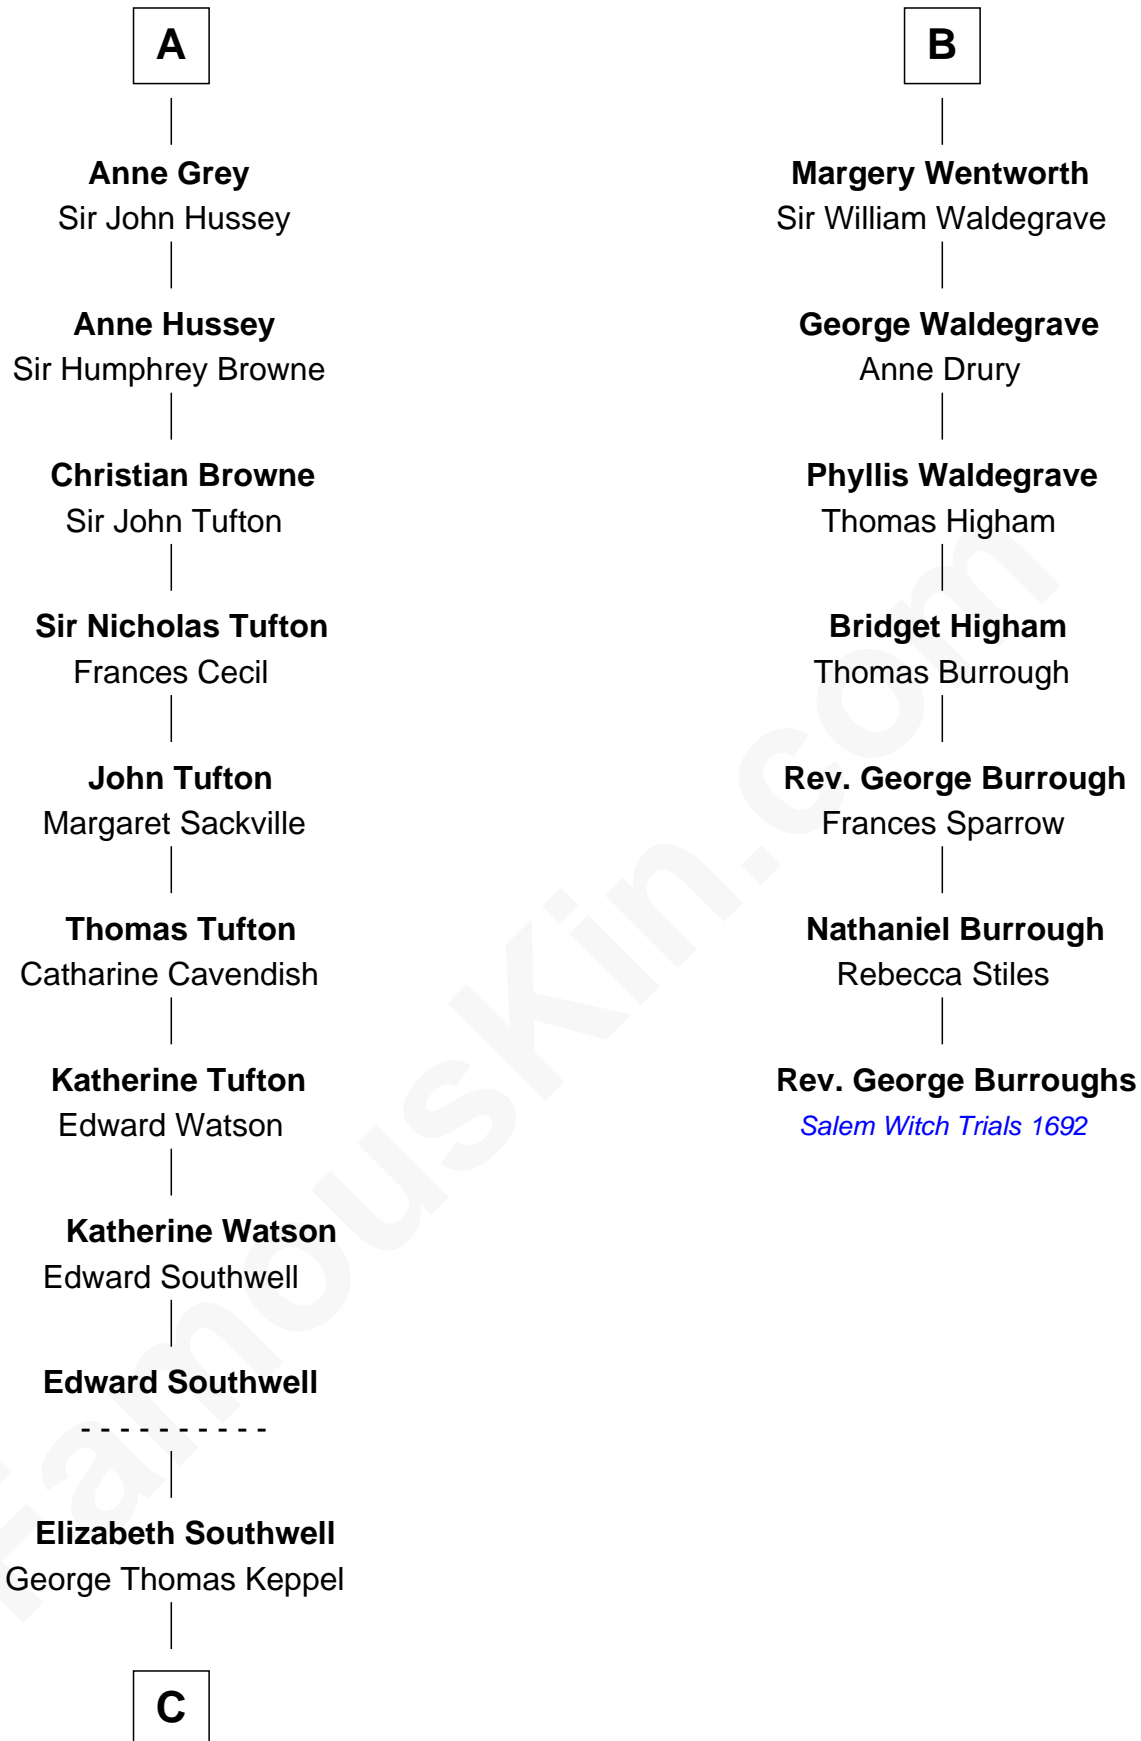 A
Anne Grey
Sir John Hussey
Anne Hussey
Sir Humphrey Browne
Christian Browne
Sir John Tufton
Sir Nicholas Tufton
Frances Cecil
John Tufton
Margaret Sackville
Thomas Tufton
Catharine Cavendish
Katherine Tufton
Edward Watson
Katherine Watson
Edward Southwell
Edward Southwell
- - - - - - - - - -
Elizabeth Southwell
George Thomas Keppel
C
B
Margery Wentworth
Sir William Waldegrave
George Waldegrave
Anne Drury
Phyllis Waldegrave
Thomas Higham
Bridget Higham
Thomas Burrough
Rev. George Burrough
Frances Sparrow
Nathaniel Burrough
Rebecca Stiles
Rev. George Burroughs
Salem Witch Trials 1692
FamousKin.com